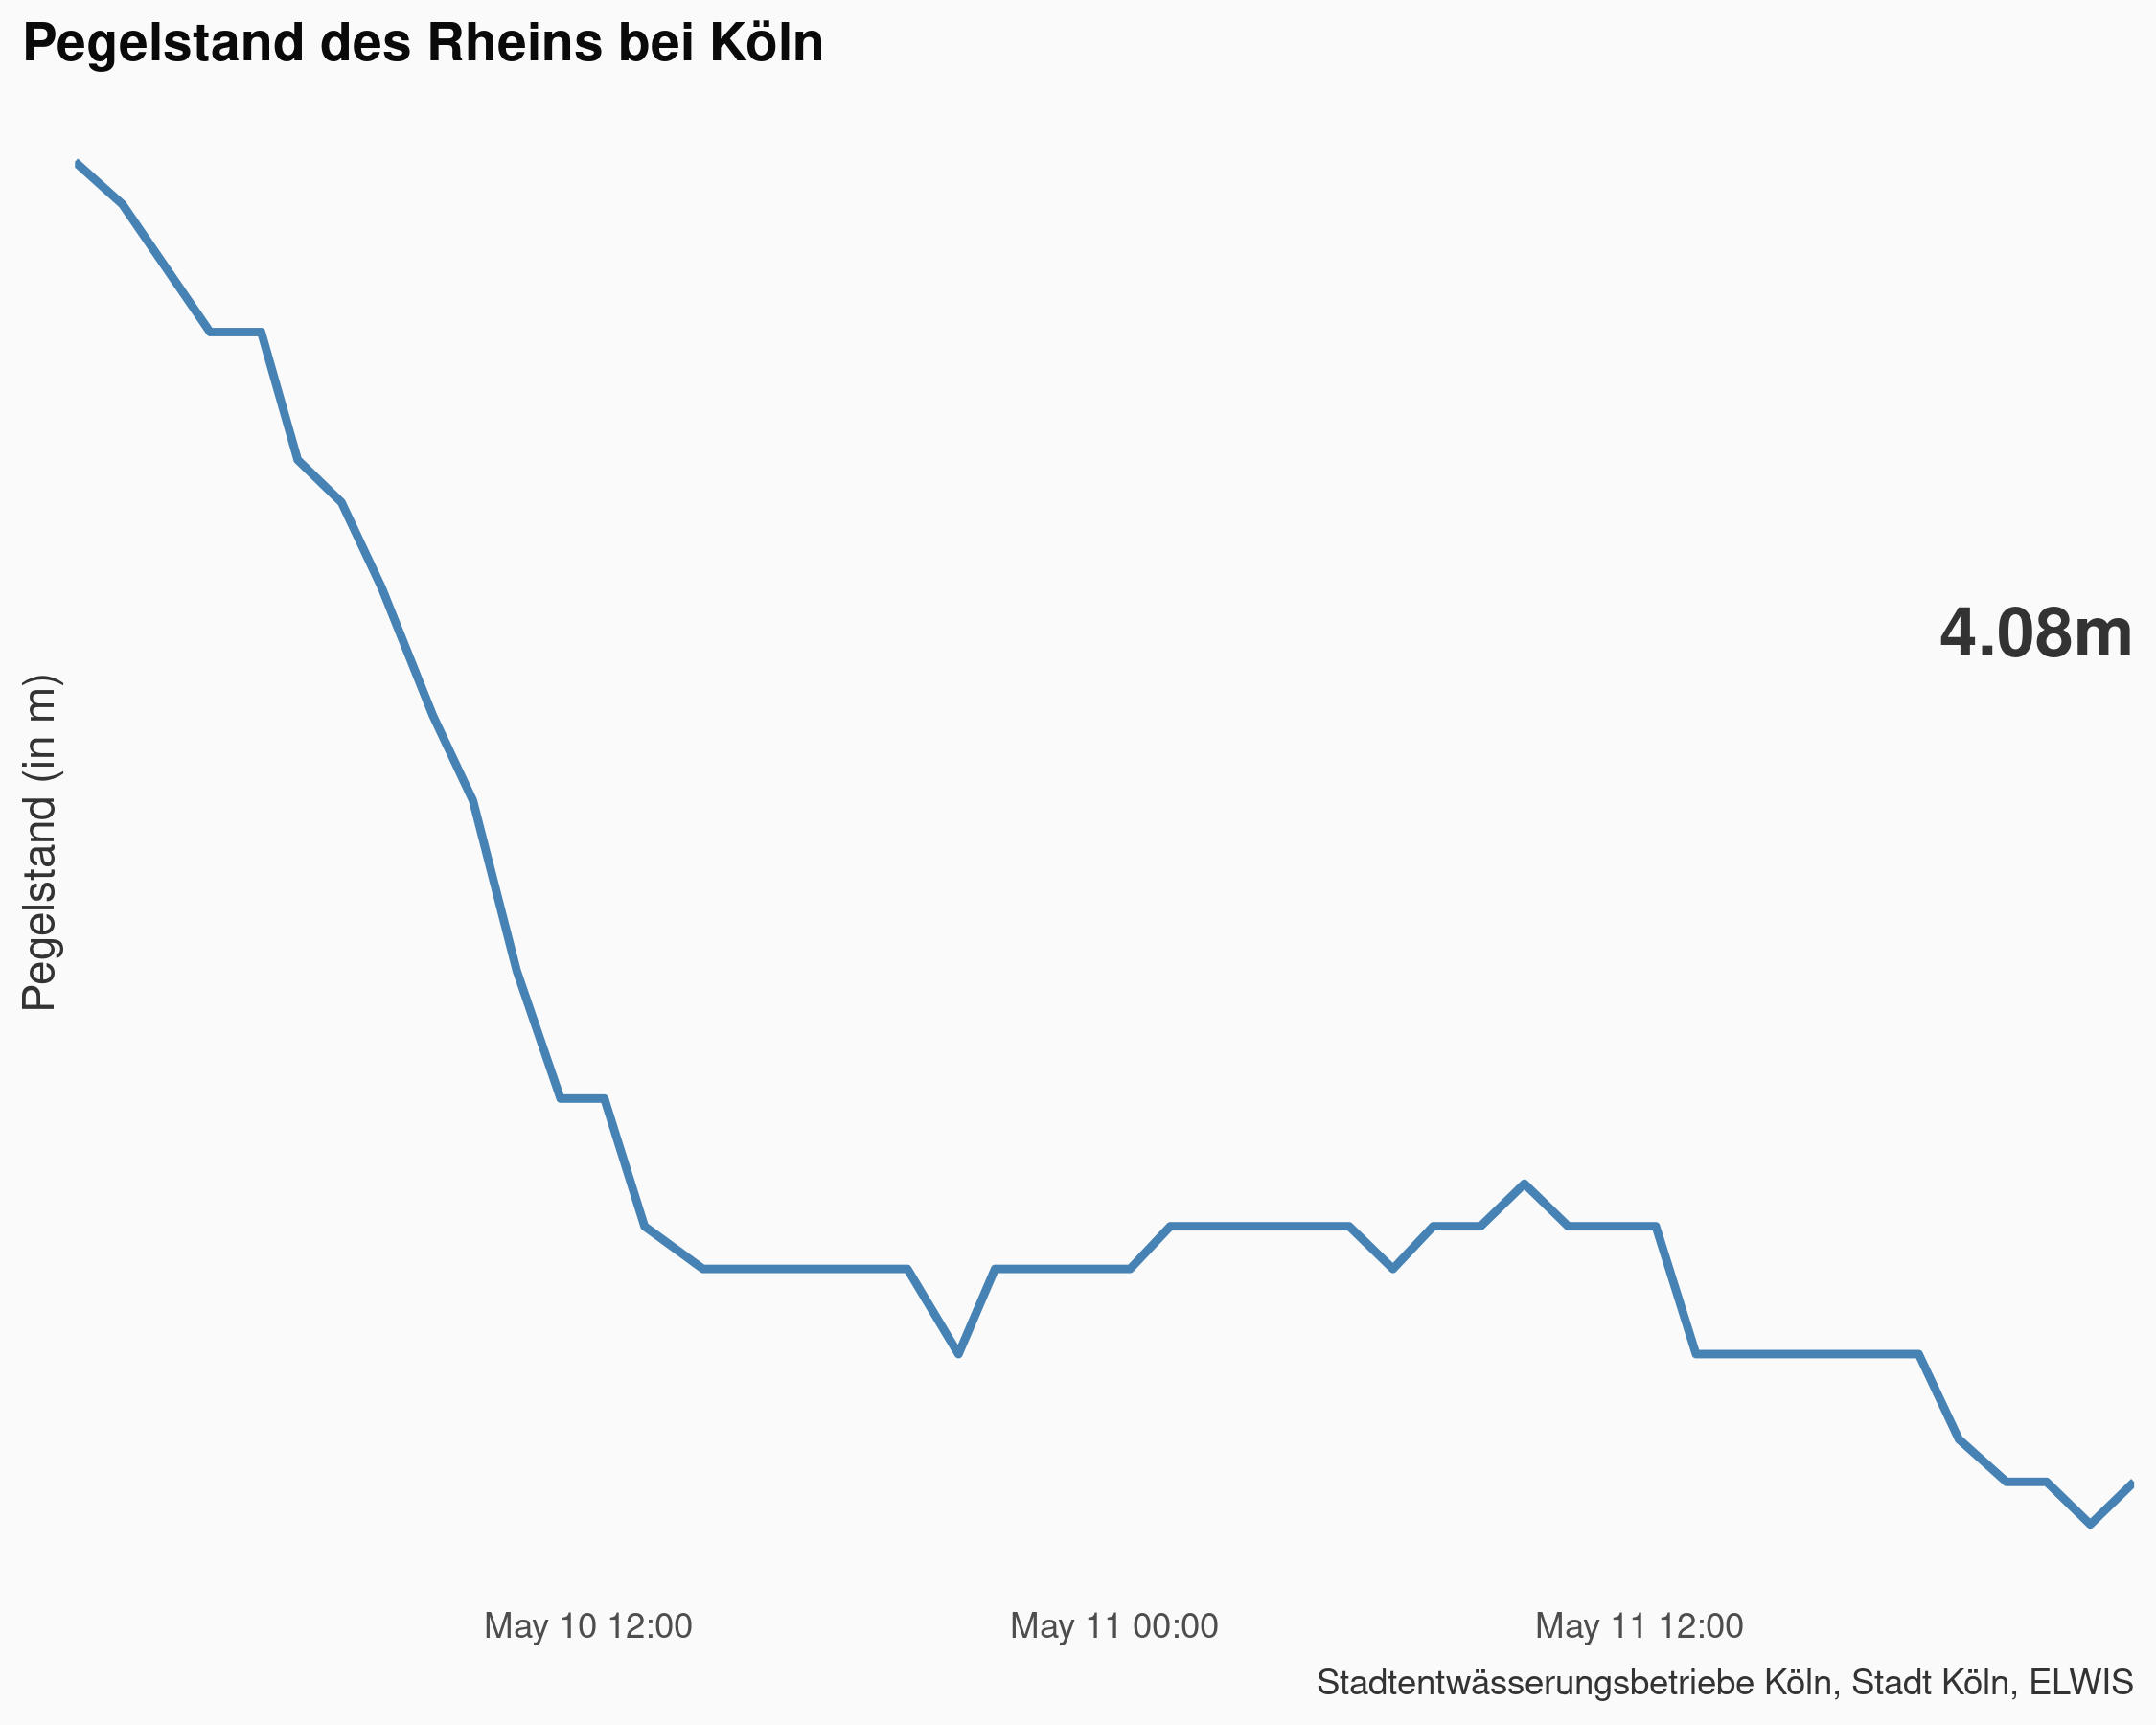 Pegelstand des Rheins bei Köln
4.08m
Pegelstand (in m)
May 10 12:00
May 11 00:00
May 11 12:00
Stadtentwässerungsbetriebe Köln, Stadt Köln, ELWIS